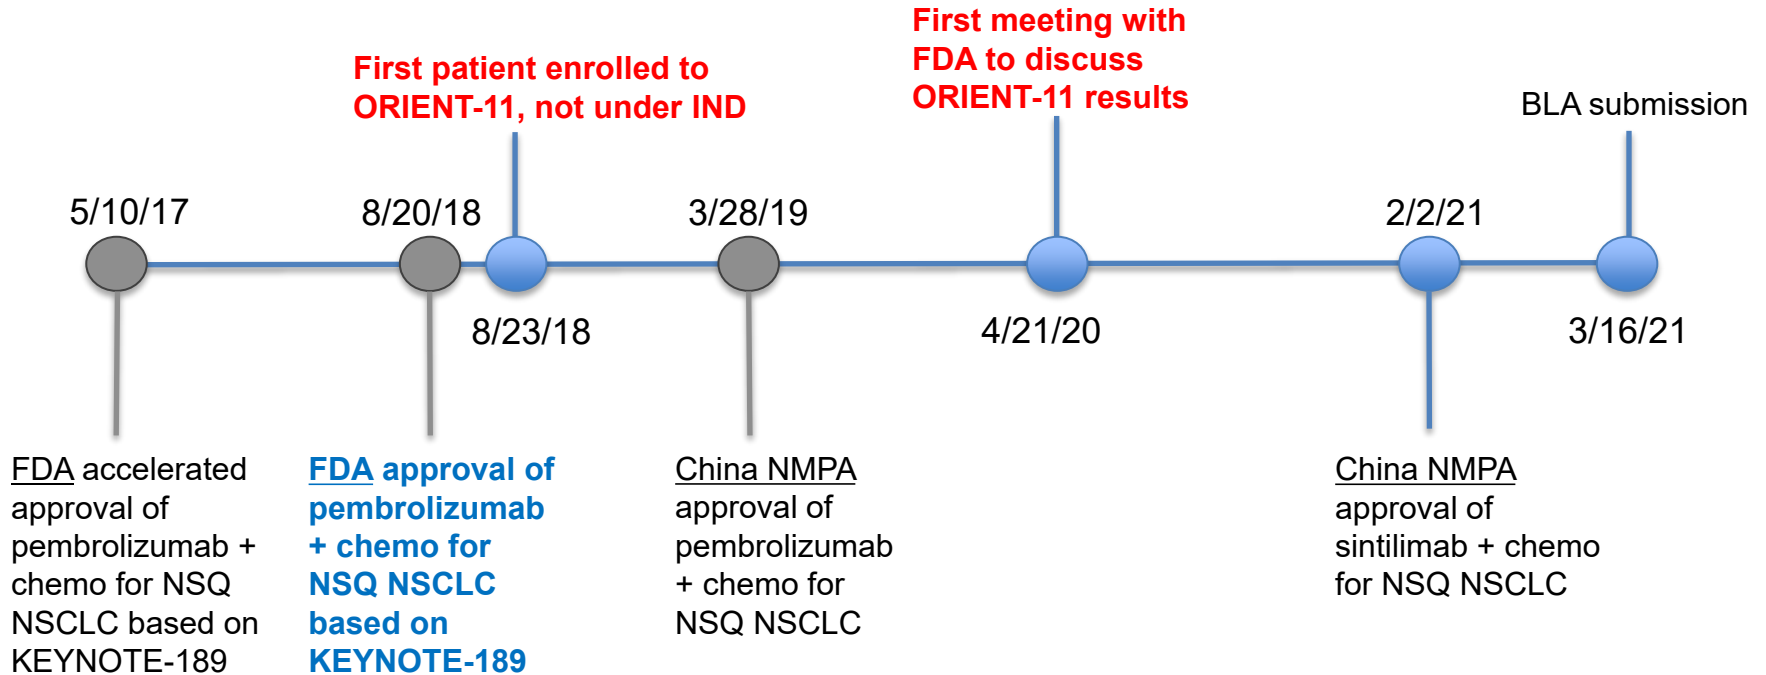 First patient enrolled to
ORIENT-11, not under IND
First meeting with
FDA to discuss
ORIENT-11 results
BLA submission
5/10/17
8/20/18
8/23/18
3/28/19
4/21/20
2/2/21
3/16/21
FDA accelerated
approval of
pembrolizumab +
chemo for NSQ
NSCLC based on
KEYNOTE-189
FDA approval of
pembrolizumab
+ chemo for
NSQ NSCLC
based on
KEYNOTE-189
China NMPA
approval of
pembrolizumab
+ chemo for
NSQ NSCLC
China NMPA
approval of
sintilimab + chemo
for NSQ NSCLC